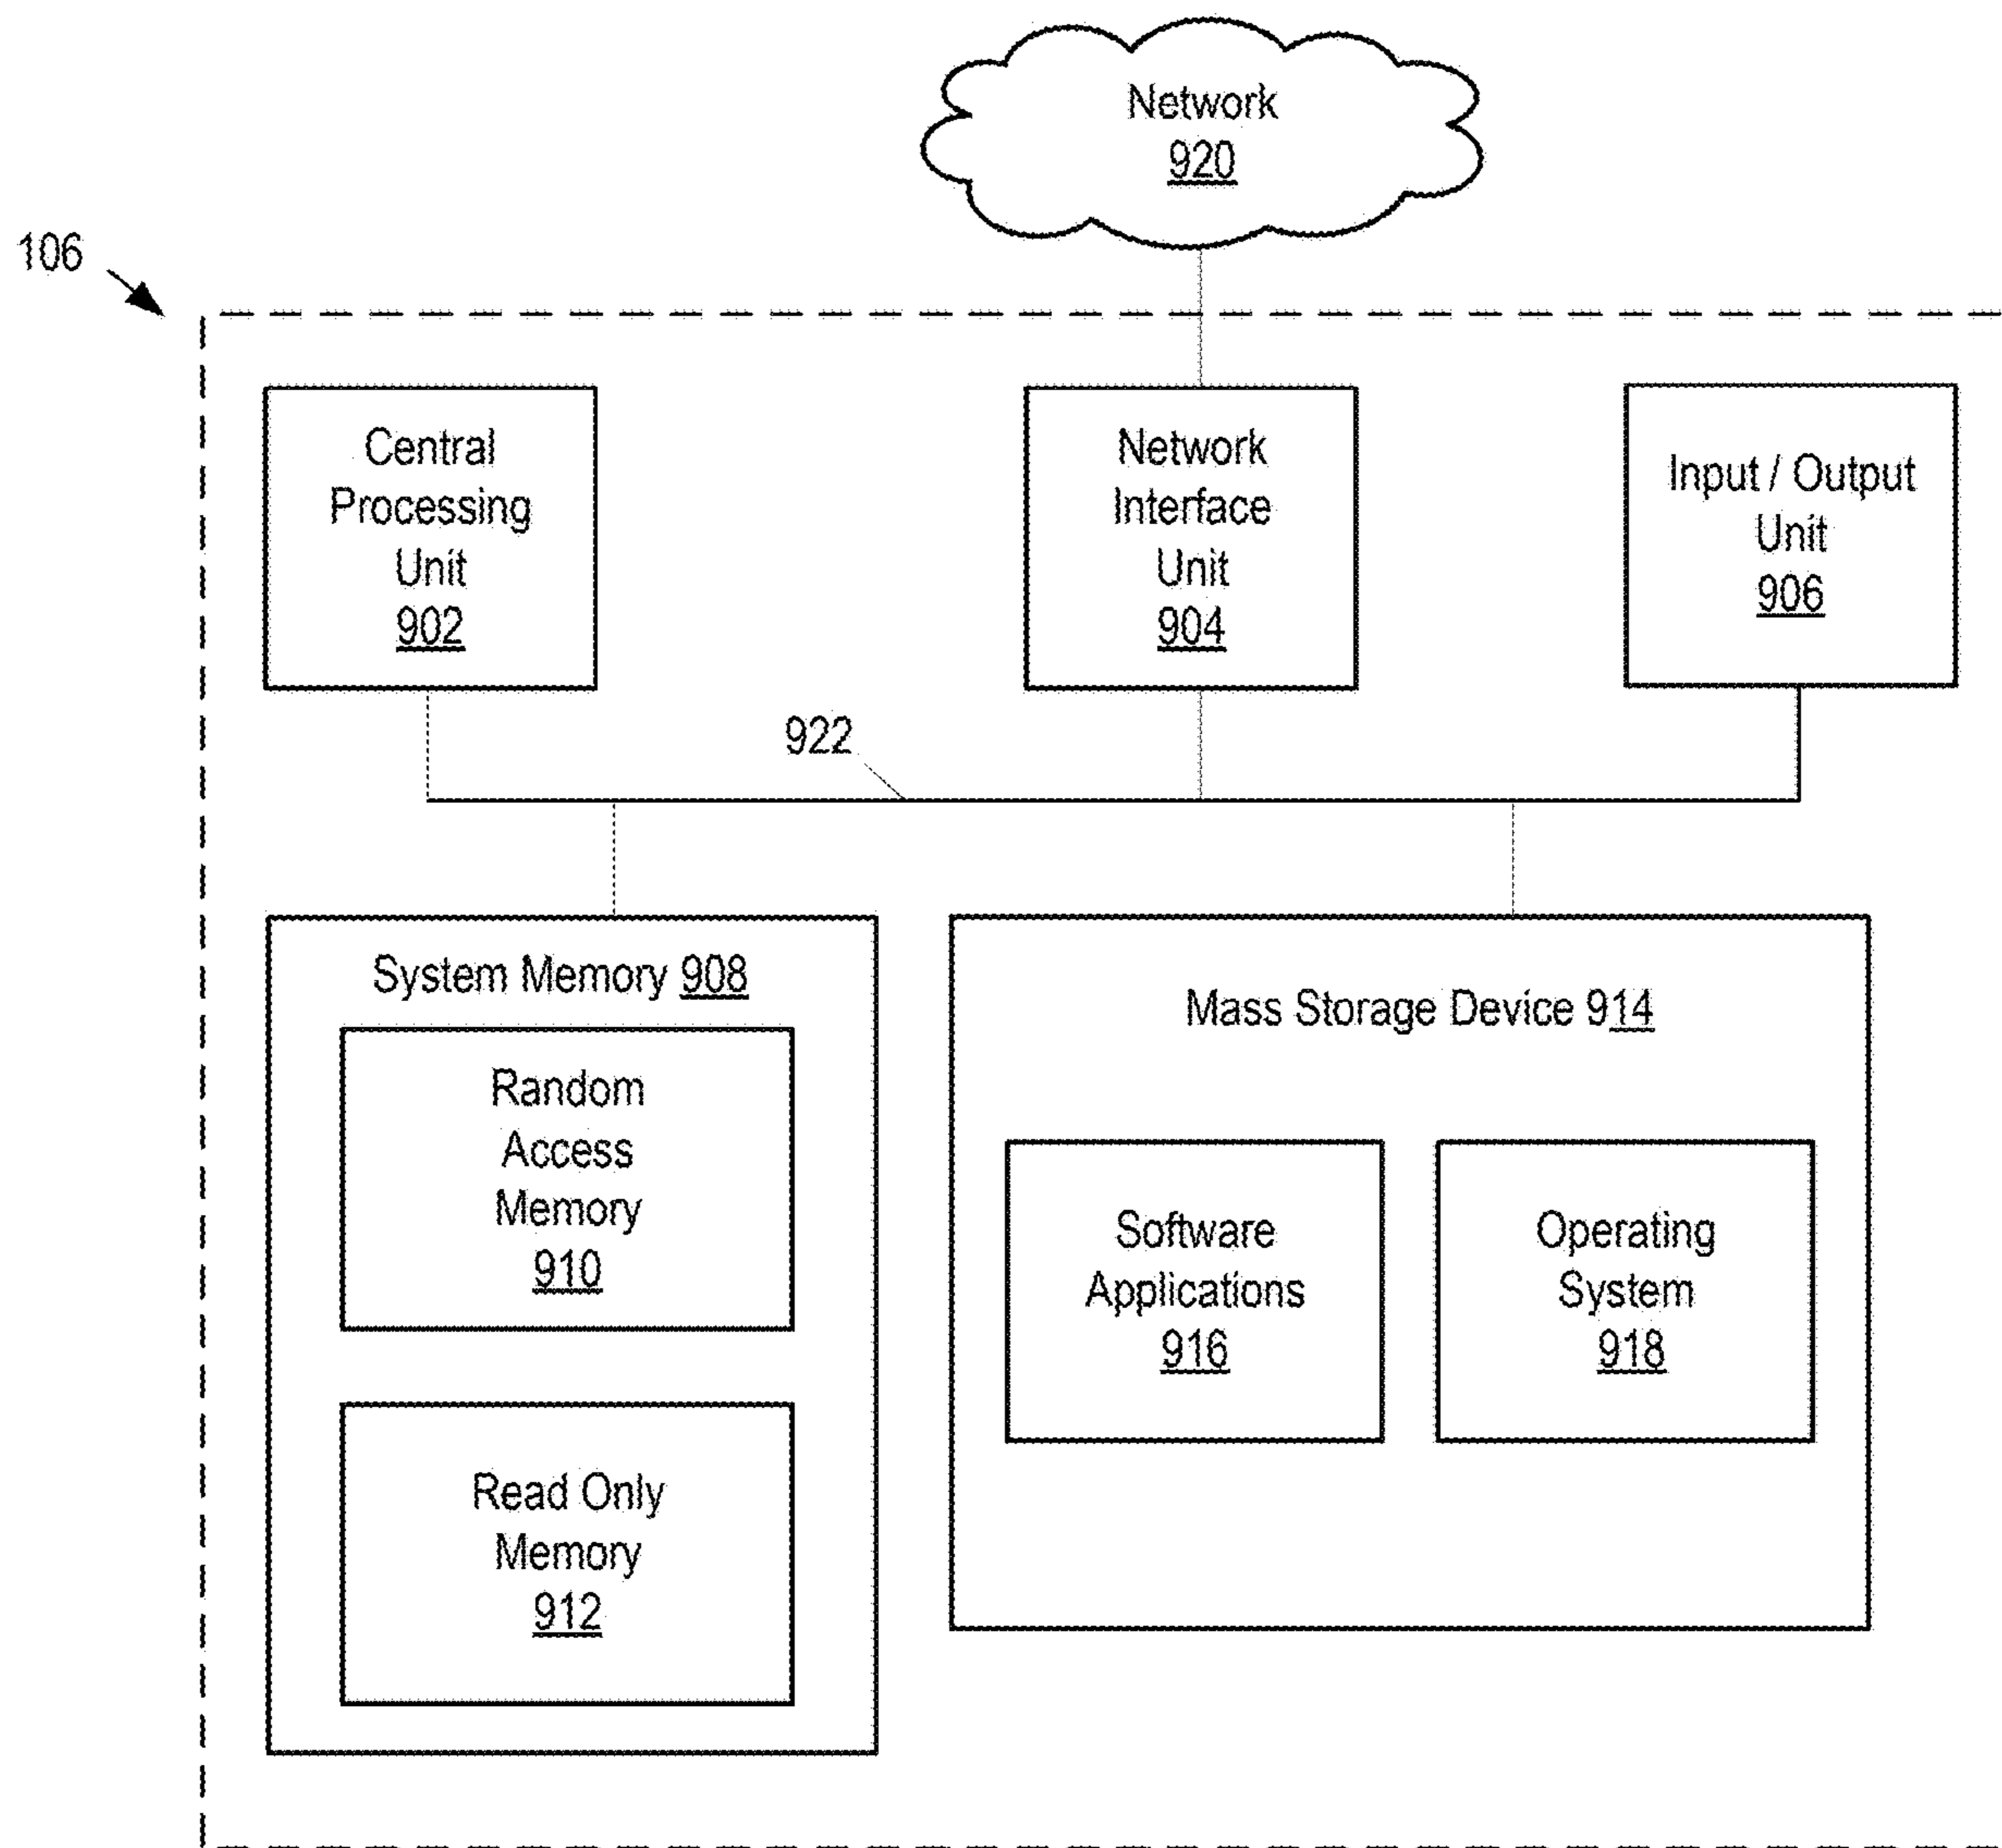 Network
920
106
Central
Processing
Unit
902
Network
Interface
Unit
904
Input / Output
Unit
906
922
System Memory 908
Random
Access
Memory
910
Read Only
Memory
912
Mass Storage Device 914
Software
Applications
916
Operating
System
918